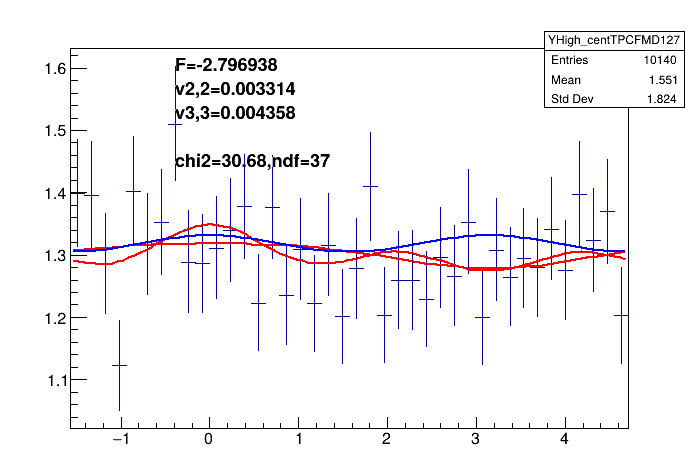 YHigh_centTPCFMD127
Entries 10140
Mean 1.551
Std Dev 1.824
F=-2.796938
v2,2=0.003314
v3,3=0.004358
chi2=30.68,ndf=37
1.6
1.5
1.4
1.3
1.2
1.1
−1 0 1 2 3 4